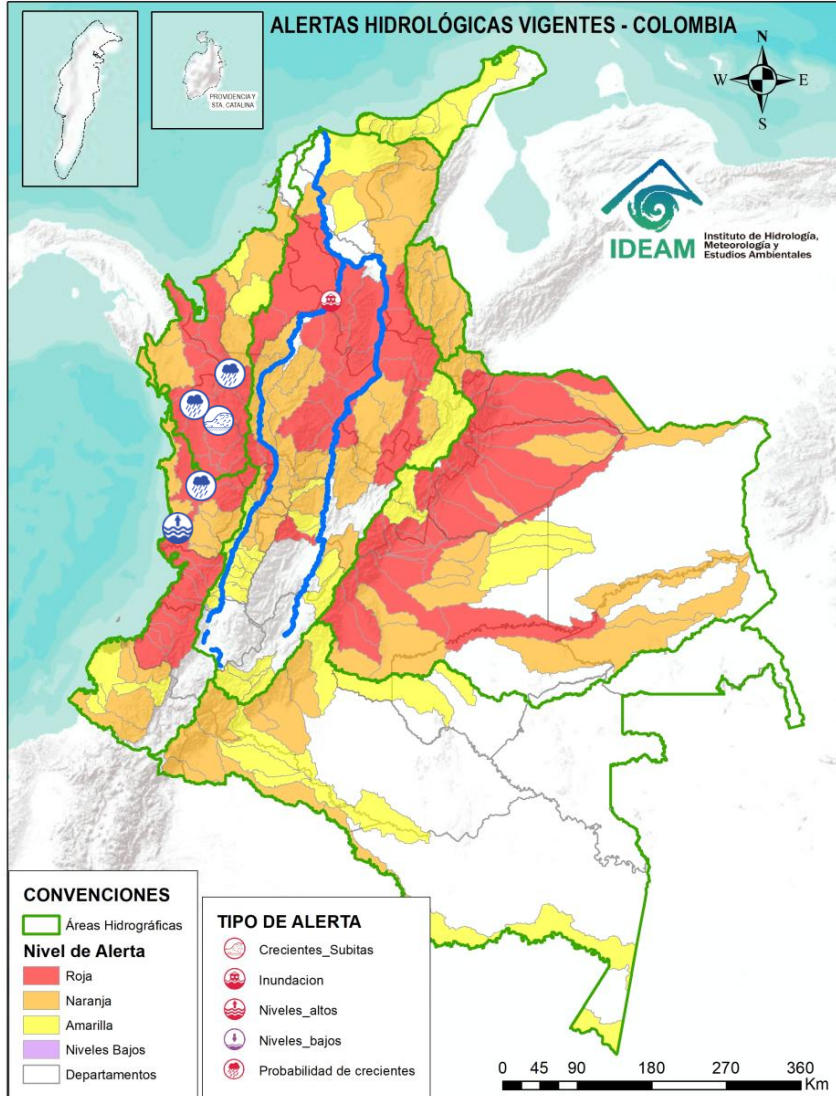 ALERTAS HIDROLÓGICAS VIGENTES - COLOMBIA
PROVIDENCIA Y
STA. CATALINA
N
W
E
S
IDEAM
Instituto de Hidrología,
Meteorología y
Estudios Ambientales
CONVENCIONES
Áreas Hidrográficas
Nivel de Alerta
Roja
Naranja
Amarilla
Niveles Bajos
Departamentos
TIPO DE ALERTA
Crecientes_Subitas
Inundacion
Niveles_altos
Niveles_bajos
Probabilidad de crecientes
0 45 90 180 270 360
Km